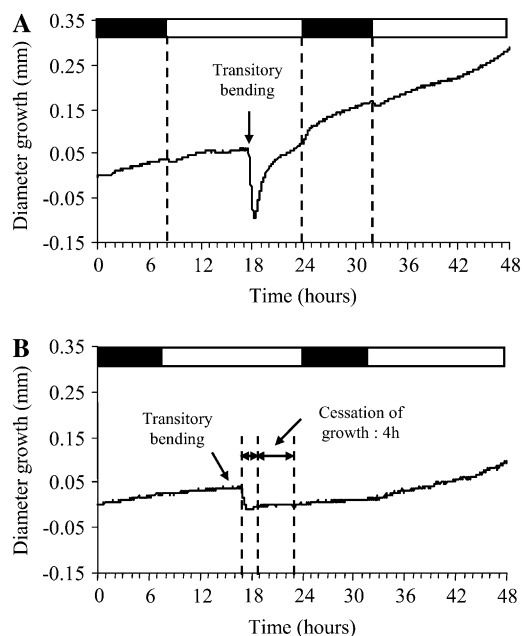 A
0.35
0.25
0.15
0.05
-0.05
-0.15
Diameter growth (mm)
Transitory
bending
0 6 12 18 24 30 36 42 48
Time (hours)
B
0.35
0.25
0.15
0.05
-0.05
-0.15
Diameter growth (mm)
Transitory
bending
Cessation of
growth : 4h
0 6 12 18 24 30 36 42 48
Time (hours)